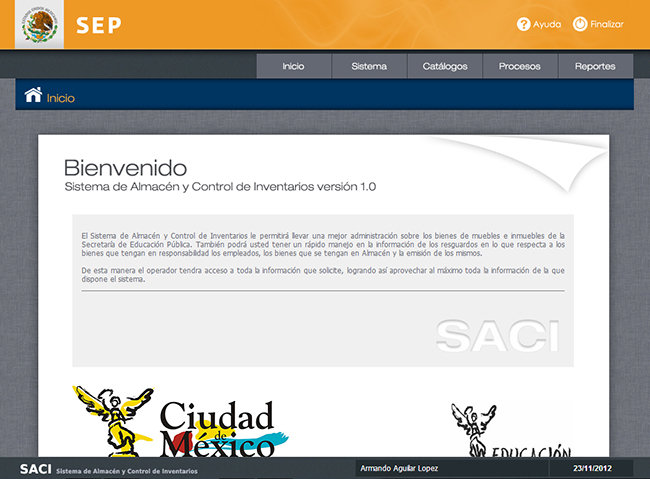 SEP
Ayuda
Finalizar
Inicio
Sistema
Catálogos
Procesos
Reportes
Inicio
Bienvenido
Sistema de Almacén y Control de Inventarios versión 1.0
El Sistema de Almacén y Control de Inventarios le permitirá llevar una mejor administración sobre los bienes de muebles e inmuebles de la
Secretaría de Educación Pública. También podrá usted tener un rápido manejo en la información de los resguardos en lo que respecta a los
bienes que tengan en responsabilidad los empleados, los bienes que se tengan en Almacén y la emisión de los mismos.
De esta manera el operador tendra acceso a toda la información que solicite, logrando asi aprovechar al máximo toda la información de la que
dispone el sistema.
SACI
Ciudad
de
México
EDUCACIÓN
SACI Sistema de Almacén y Control de Inventarios
Armando Aguilar Lopez
23/11/2012